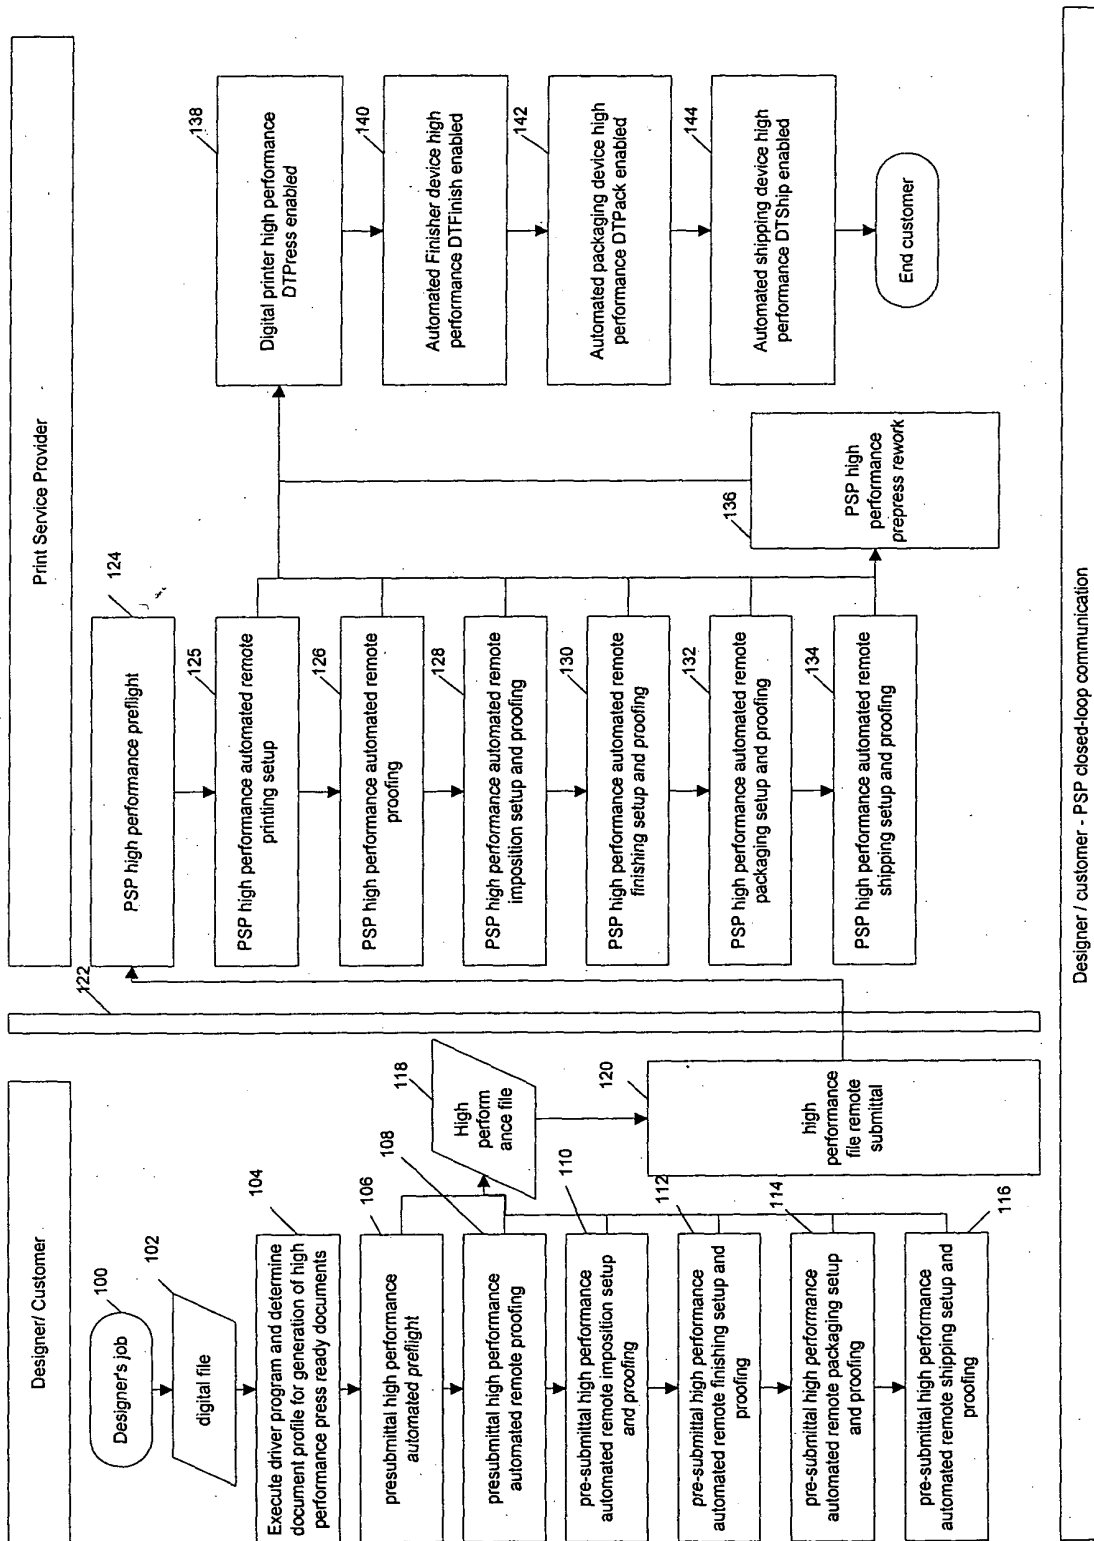 Designer/ Customer
Print Service Provider
100
Designer's job
102
digital file
104
Execute driver program and determine
document profile for generation of high
performance press ready documents
106
presubmittal high performance
automated preflight
108
presubmittal high performance
automated remote proofing
110
pre-submittal high performance
automated remote imposition setup
and proofing
112
pre-submittal high performance
automated remote finishing setup and
proofing
114
pre-submittal high performance
automated remote packaging setup
and proofing
116
pre-submittal high performance
automated remote shipping setup and
proofing
118
High
perform
ance file
120
high
performance
file remote
submittal
122
124
PSP high performance preflight
125
PSP high performance automated remote
printing setup
126
PSP high performance automated remote
proofing
128
PSP high performance automated remote
imposition setup and proofing
130
PSP high performance automated remote
finishing setup and proofing
132
PSP high performance automated remote
packaging setup and proofing
134
PSP high performance automated remote
shipping setup and proofing
136
PSP high
performance
prepress rework
138
Digital printer high performance
DTPress enabled
140
Automated Finisher device high
performance DTFinish enabled
142
Automated packaging device high
performance DTPack enabled
144
Automated shipping device high
performance DTShip enabled
End customer
Designer / customer - PSP closed-loop communication